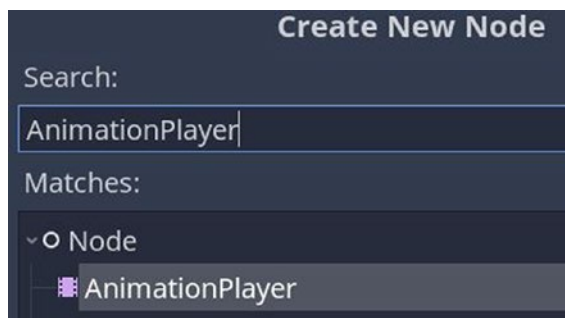 Create New Node
Search:
AnimationPlayer
Matches:
Node
AnimationPlayer